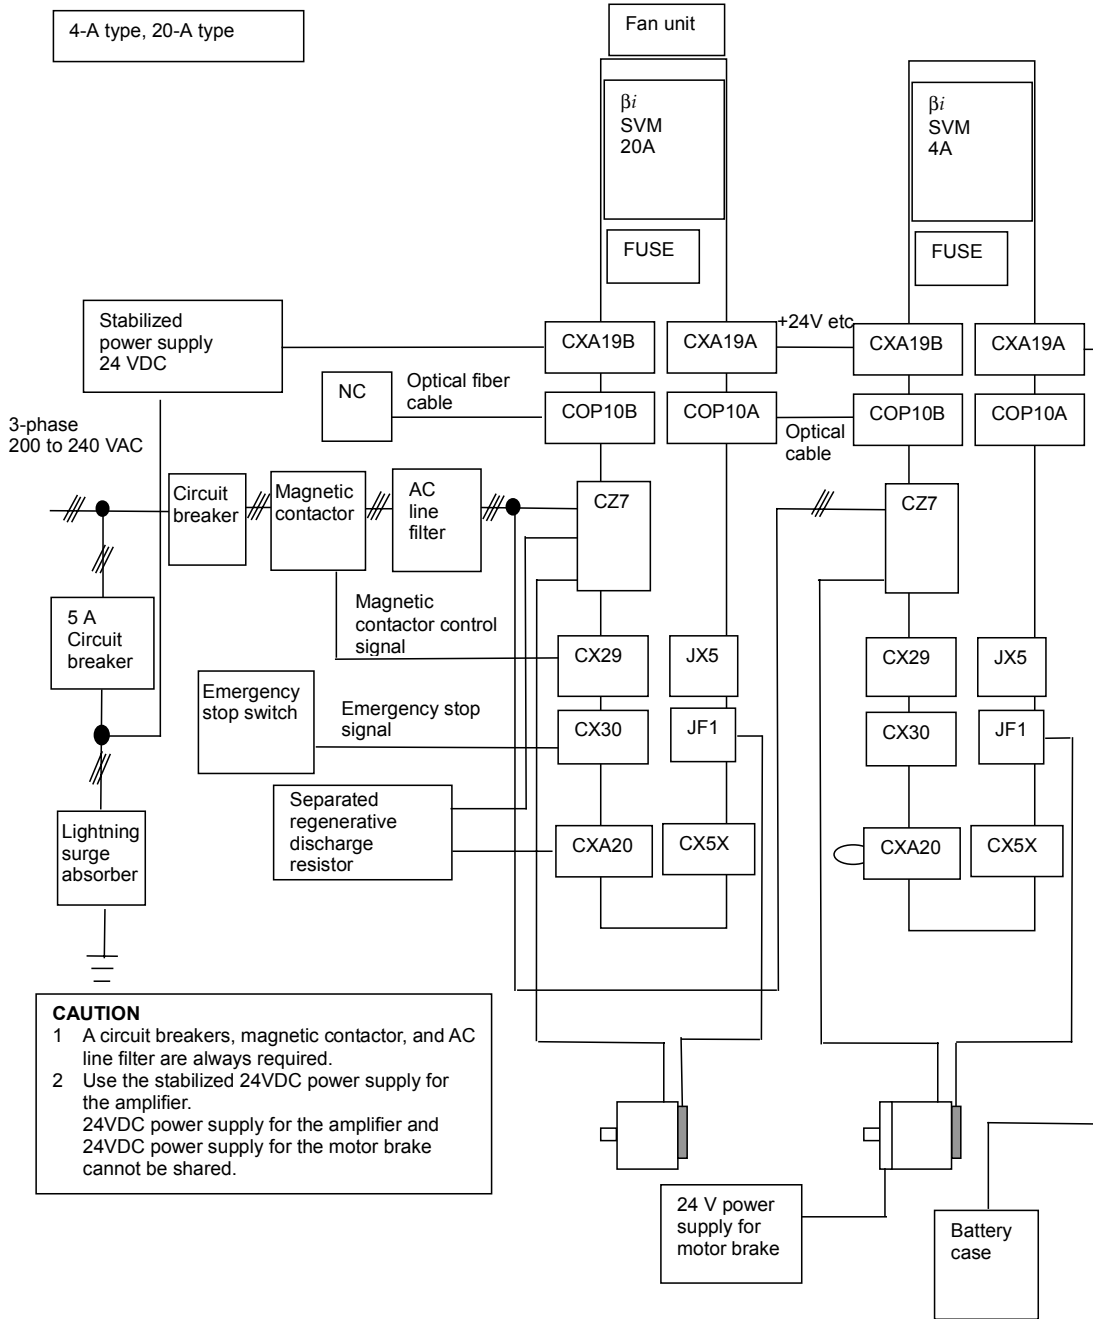 4-A type, 20-A type
Fan unit
βi
SVM
20A
βi
SVM
4A
FUSE
FUSE
Stabilized
power supply
24 VDC
CXA19B
CXA19A
+24V etc
CXA19B
CXA19A
NC
Optical fiber
cable
COP10B
COP10A
Optical
cable
COP10B
COP10A
3-phase
200 to 240 VAC
Circuit
breaker
Magnetic
contactor
AC
line
filter
CZ7
CZ7
5 A
Circuit
breaker
Magnetic
contactor control
signal
CX29
JX5
CX29
JX5
Emergency
stop switch
Emergency stop
signal
CX30
JF1
CX30
JF1
Separated
regenerative
discharge
resistor
CXA20
CX5X
CXA20
CX5X
Lightning
surge
absorber
CAUTION
1 A circuit breakers, magnetic contactor, and AC
line filter are always required.
2 Use the stabilized 24VDC power supply for
the amplifier.
24VDC power supply for the amplifier and
24VDC power supply for the motor brake
cannot be shared.
24 V power
supply for
motor brake
Battery
case